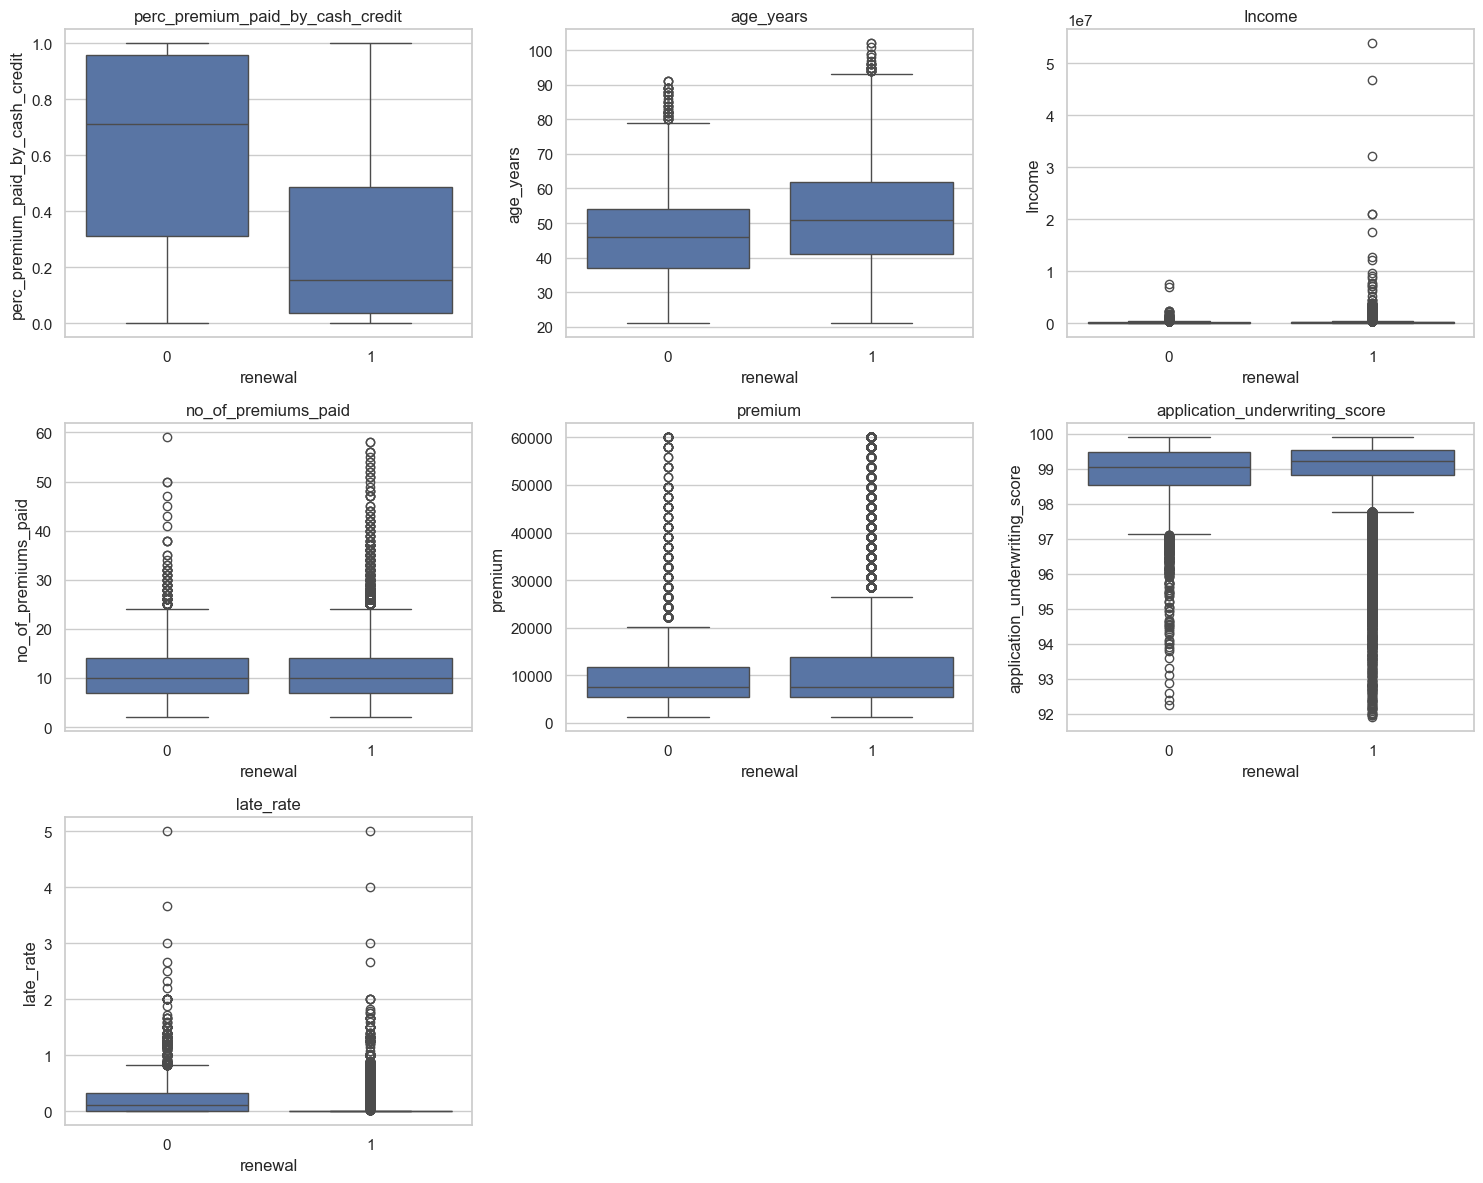 perc_premium_paid_by_cash_credit
perc_premium_paid_by_cash_credit
1.0
0.8
0.6
0.4
0.2
0.0
0 1
renewal
age_years
age_years
100
90
80
70
60
50
40
30
20
0 1
renewal
Income
1e7
Income
5
4
3
2
1
0
0 1
renewal
no_of_premiums_paid
no_of_premiums_paid
60
50
40
30
20
10
0
0 1
renewal
premium
premium
60000
50000
40000
30000
20000
10000
0
0 1
renewal
application_underwriting_score
application_underwriting_score
100
99
98
97
96
95
94
93
92
0 1
renewal
late_rate
late_rate
5
4
3
2
1
0
0 1
renewal